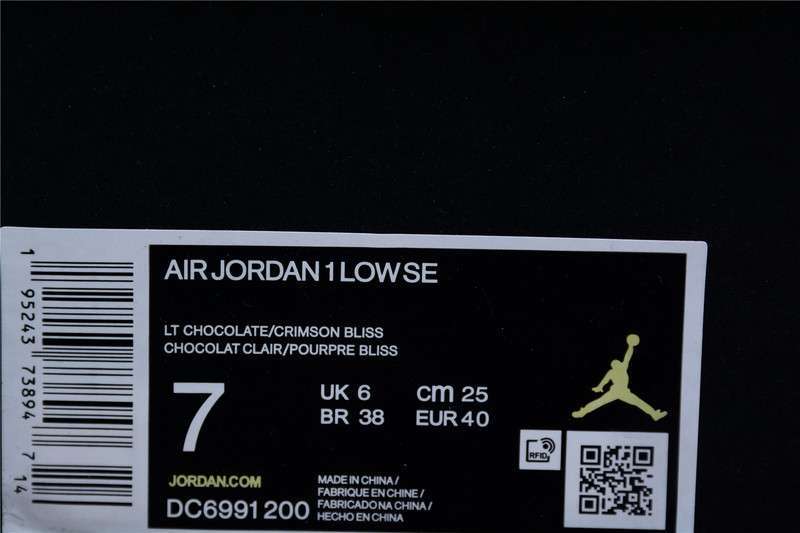 AIR JORDAN 1 LOW SE
LT CHOCOLATE/CRIMSON BLISS
CHOCOLAT CLAIR/POURPRE BLISS
7
UK 6
cm 25
BR 38
EUR 40
RFID
JORDAN.COM
DC6991 200
MADE IN CHINA /
FABRIQUE EN CHINE /
FABRICADO NA CHINA /
HECHO EN CHINA
1 95243 73894 7 14